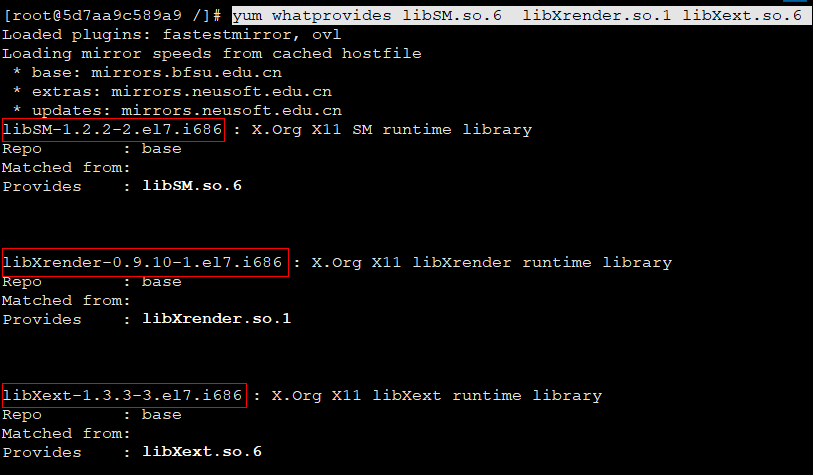 [root@5d7aa9c589a9 /]# yum whatprovides libSM.so.6  libXrender.so.1 libXext.so.6
Loaded plugins: fastestmirror, ovl
Loading mirror speeds from cached hostfile
 * base: mirrors.bfsu.edu.cn
 * extras: mirrors.neusoft.edu.cn
 * updates: mirrors.neusoft.edu.cn
libSM-1.2.2-2.el7.i686 : X.Org X11 SM runtime library
Repo        : base
Matched from:
Provides    : libSM.so.6
libXrender-0.9.10-1.el7.i686 : X.Org X11 libXrender runtime library
Repo        : base
Matched from:
Provides    : libXrender.so.1
libXext-1.3.3-3.el7.i686 : X.Org X11 libXext runtime library
Repo        : base
Matched from:
Provides    : libXext.so.6